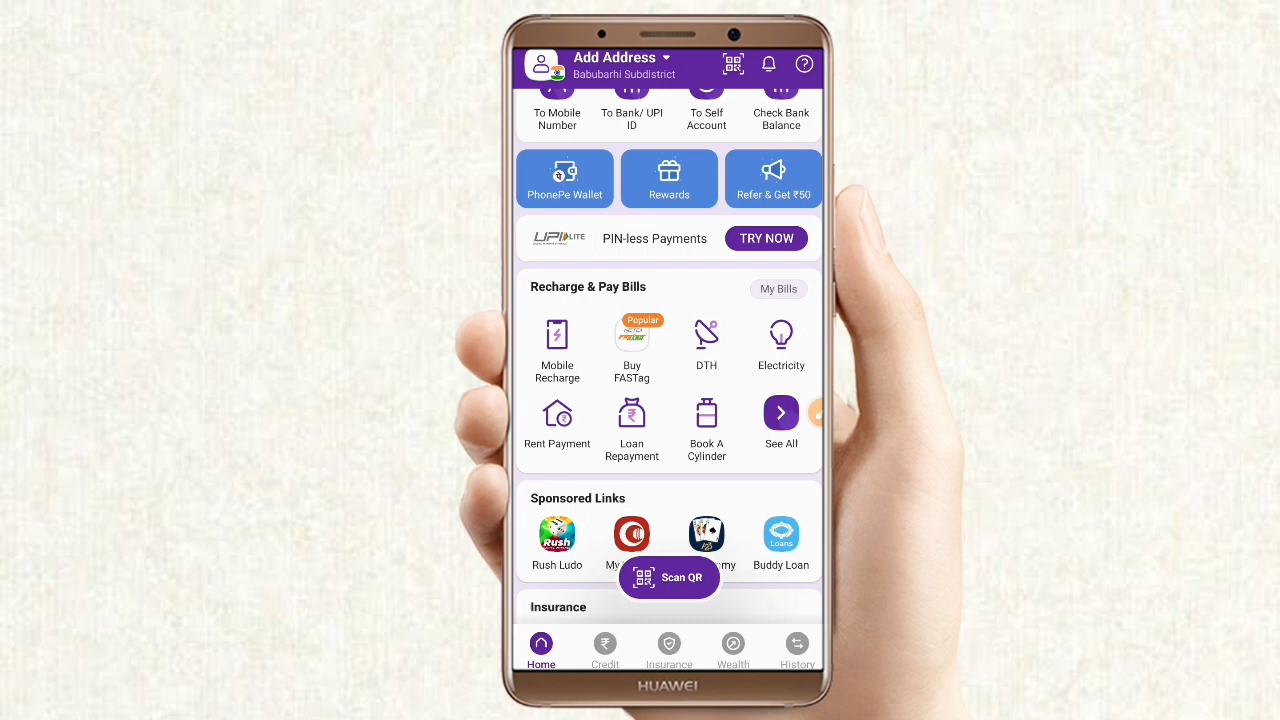 Add Address
Babubarhi Subdistrict
To Mobile
Number
To Bank/ UPI
ID
To Self
Account
Check Bank
Balance
PhonePe Wallet
Rewards
Refer & Get ₹50
UPI LITE
PIN-less Payments
TRY NOW
Recharge & Pay Bills
My Bills
Popular
Mobile
Recharge
Buy
FASTag
DTH
Electricity
Rent Payment
Loan
Repayment
Book A
Cylinder
See All
Sponsored Links
Rush
Loans
Rush Ludo
Buddy Loan
Scan QR
Insurance
Home
Credit
Insurance
Wealth
History
HUAWEI